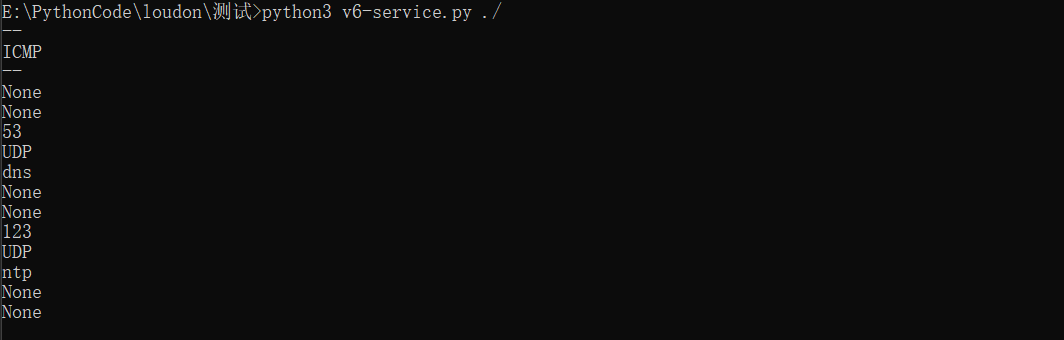 E:\PythonCode\loudon\测试>python3 v6-service.py ./
--
ICMP
--
None
None
53
UDP
dns
None
None
123
UDP
ntp
None
None